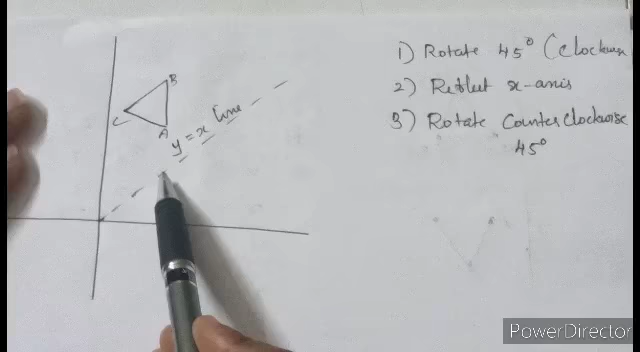 1) Rotate 45° (Clockwise
2) Reflect x-axis
3) Rotate Counter Clockwise
45°
B
C
A
y = x line
PowerDirector